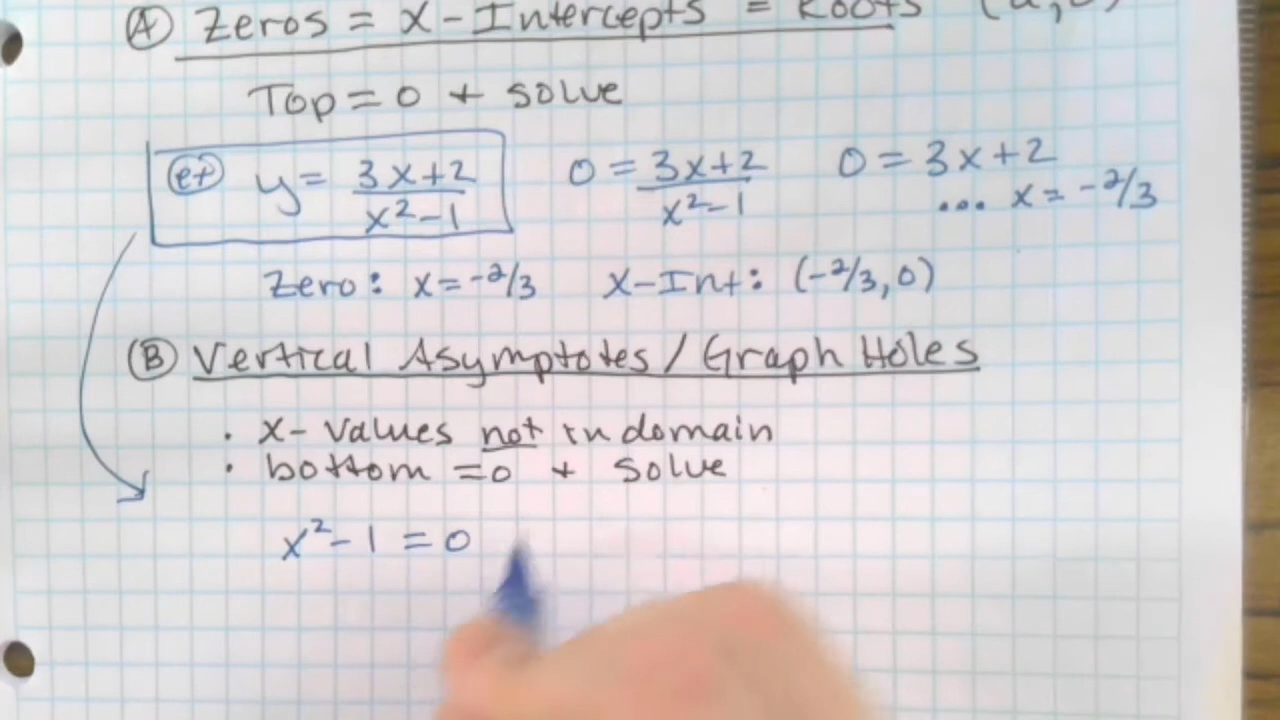 (A) Zeros = x-Intercepts = Roots (a,0)
Top = 0 + solve
(ex) y = (3x+2)/(x²-1) 0 = (3x+2)/(x²-1) 0 = 3x+2
... x = -2/3
Zero: x = -2/3 x-Int: (-2/3, 0)
(B) Vertical Asymptotes / Graph Holes
· x-values not in domain
· bottom = 0 + solve
x²-1 = 0